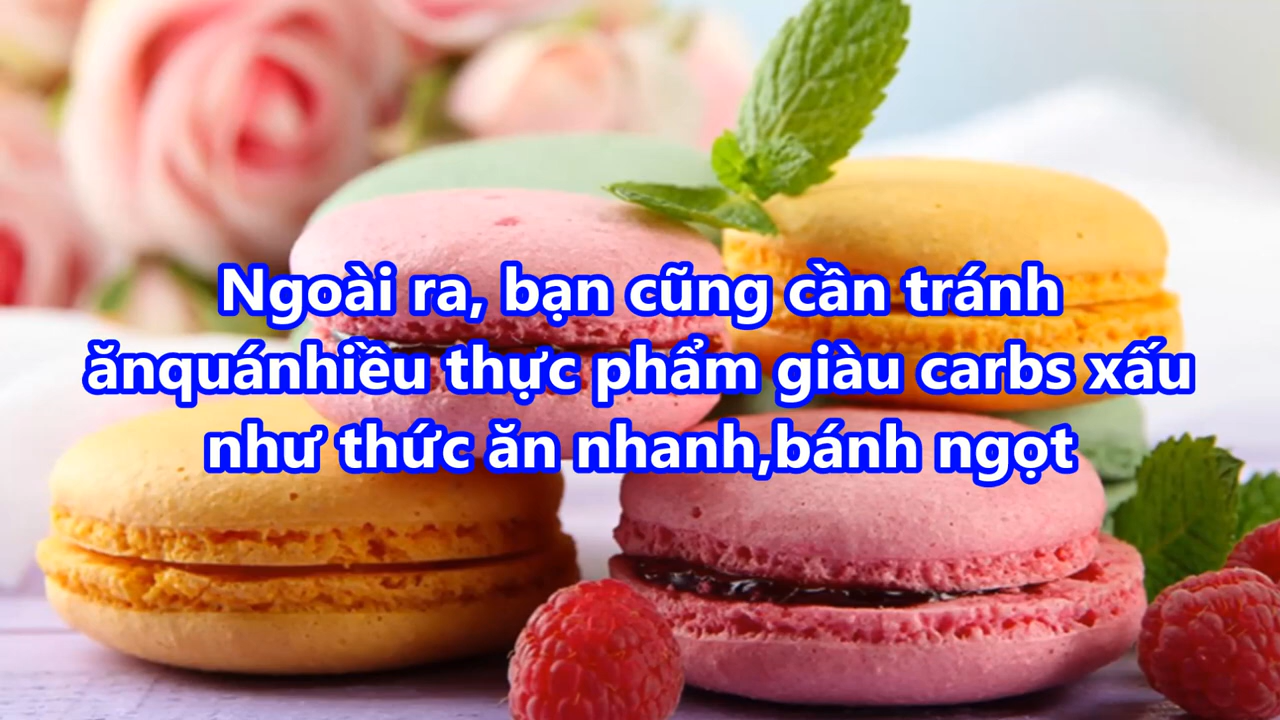 Ngoài ra, bạn cũng cần tránh
ănquánhiều thực phẩm giàu carbs xấu
như thức ăn nhanh,bánh ngọt